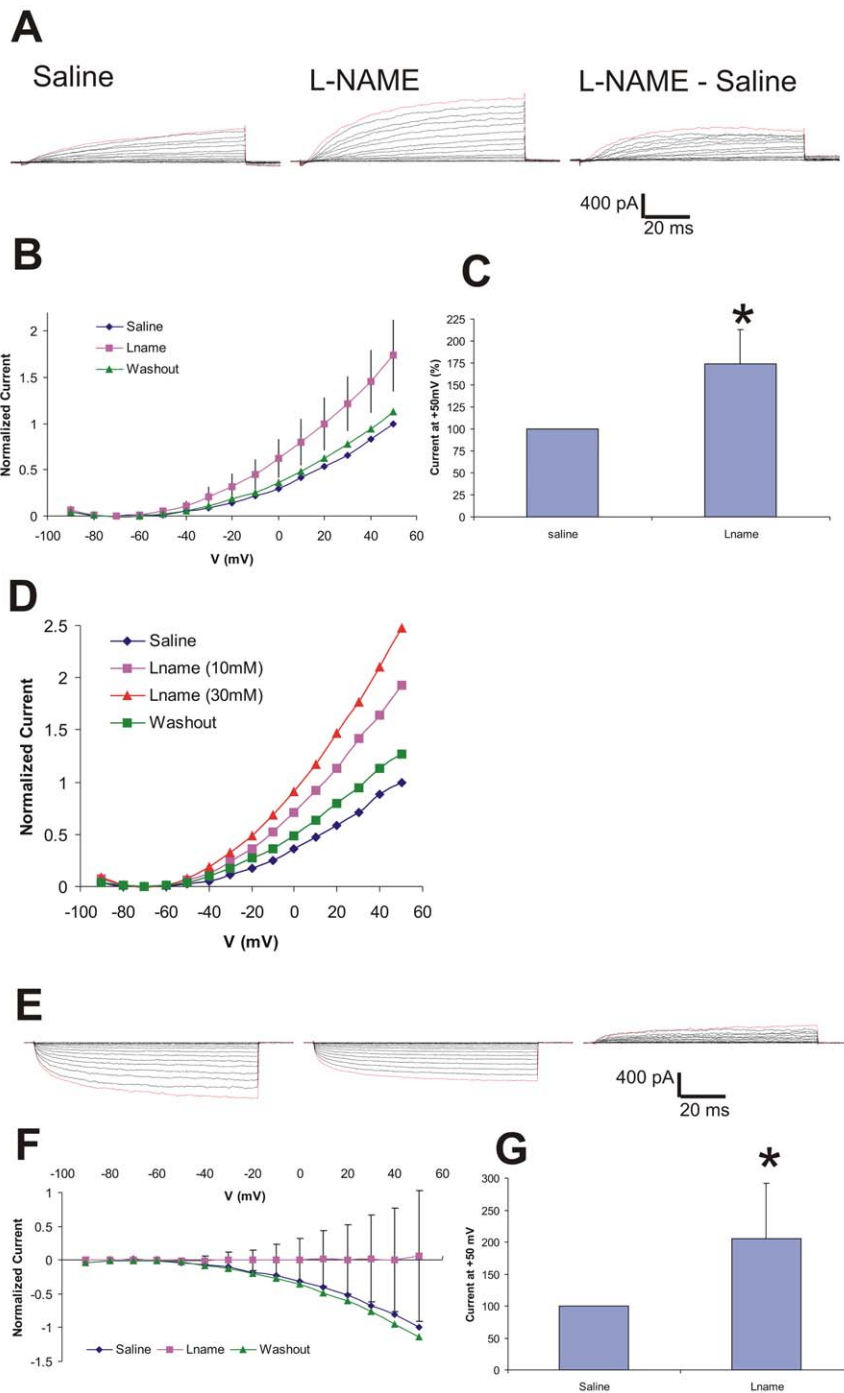 A
Saline
L-NAME
L-NAME - Saline
400 pA
20 ms
B
C
Saline
Lname
Washout
Normalized Current
2
1.5
1
0.5
0
-100 -80 -60 -40 -20 0 20 40 60
V (mV)
Current at +50mV (%)
225
200
175
150
125
100
75
50
25
0
saline Lname
*
D
Saline
Lname (10mM)
Lname (30mM)
Washout
Normalized Current
2.5
2
1.5
1
0.5
0
-100 -80 -60 -40 -20 0 20 40 60
V (mV)
E
400 pA
20 ms
F
G
-100 -80 -60 -40 -20 0 20 40 60
V (mV)
Normalized Current
1
0.5
0
-0.5
-1
-1.5
Saline Lname Washout
Current at +50 mV
300
250
200
150
100
50
0
Saline Lname
*